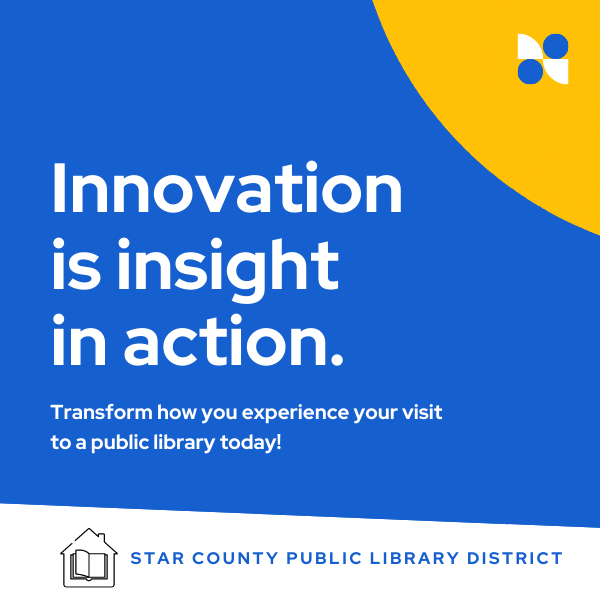 Innovation
is insight
in action.
Transform how you experience your visit
to a public library today!
STAR COUNTY PUBLIC LIBRARY DISTRICT